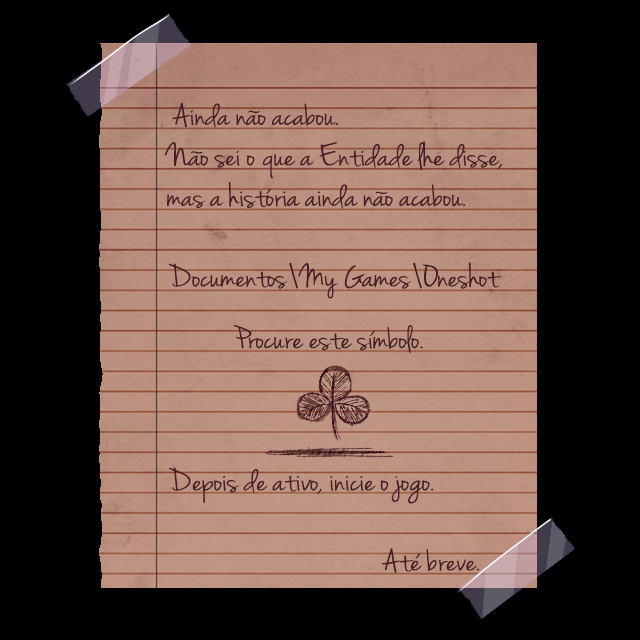 Ainda não acabou.
Não sei o que a Entidade lhe disse,
mas a história ainda não acabou.
Documentos\My Games\Oneshot
Procure este símbolo.
Depois de ativo, inicie o jogo.
Até breve.